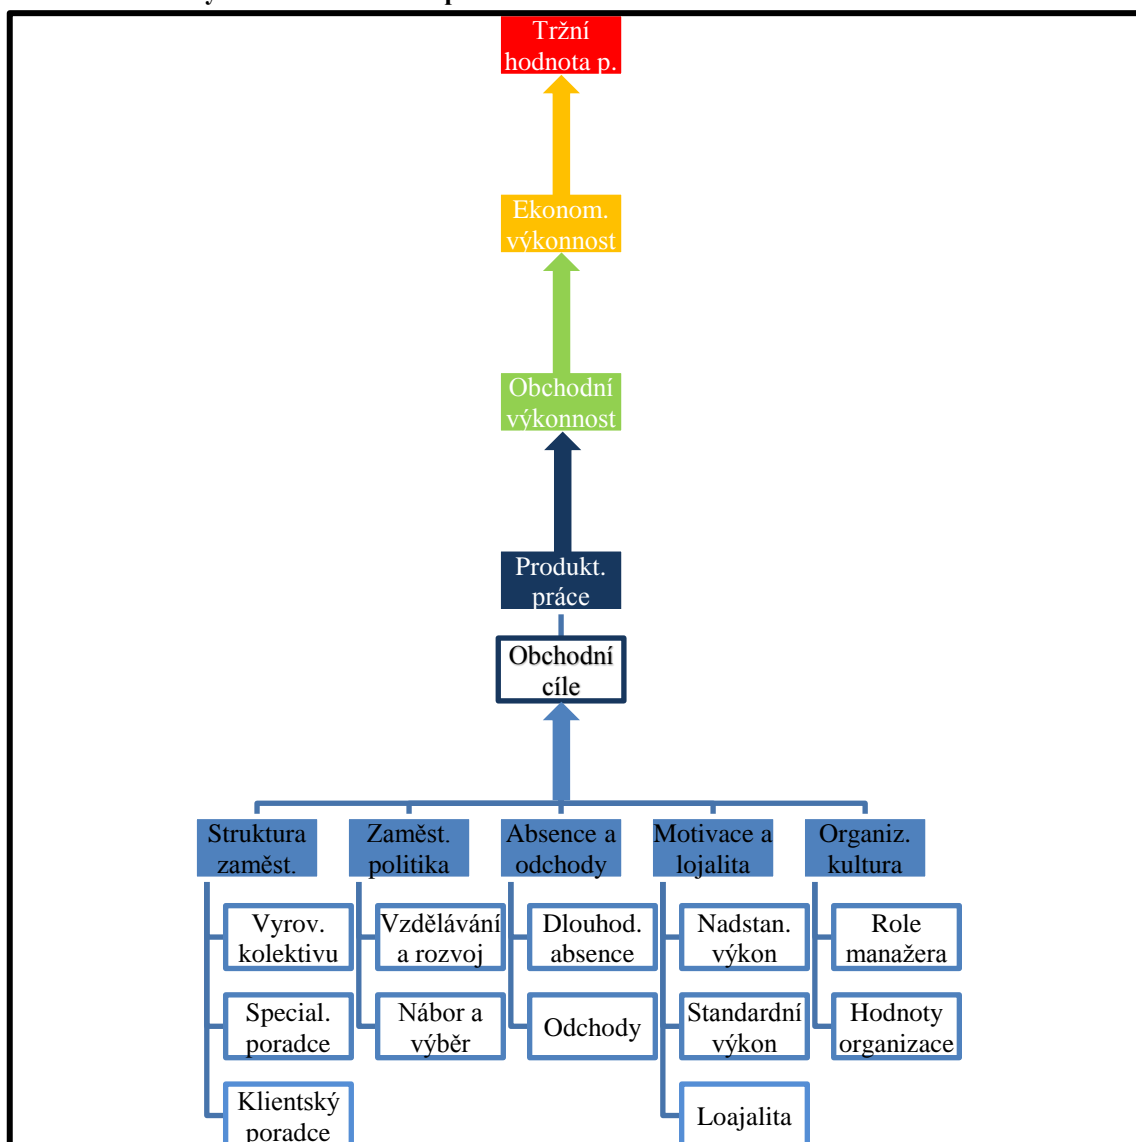 Tržní
hodnota p.
Ekonom.
výkonnost
Obchodní
výkonnost
Produkt.
práce
Obchodní
cíle
Struktura
zaměst.
Zaměst.
politika
Absence a
odchody
Motivace a
lojalita
Organiz.
kultura
Vyrov.
kolektivu
Special.
poradce
Klientský
poradce
Vzdělávání
a rozvoj
Nábor a
výběr
Dlouhod.
absence
Odchody
Nadstan.
výkon
Standardní
výkon
Loajalita
Role
manažera
Hodnoty
organizace